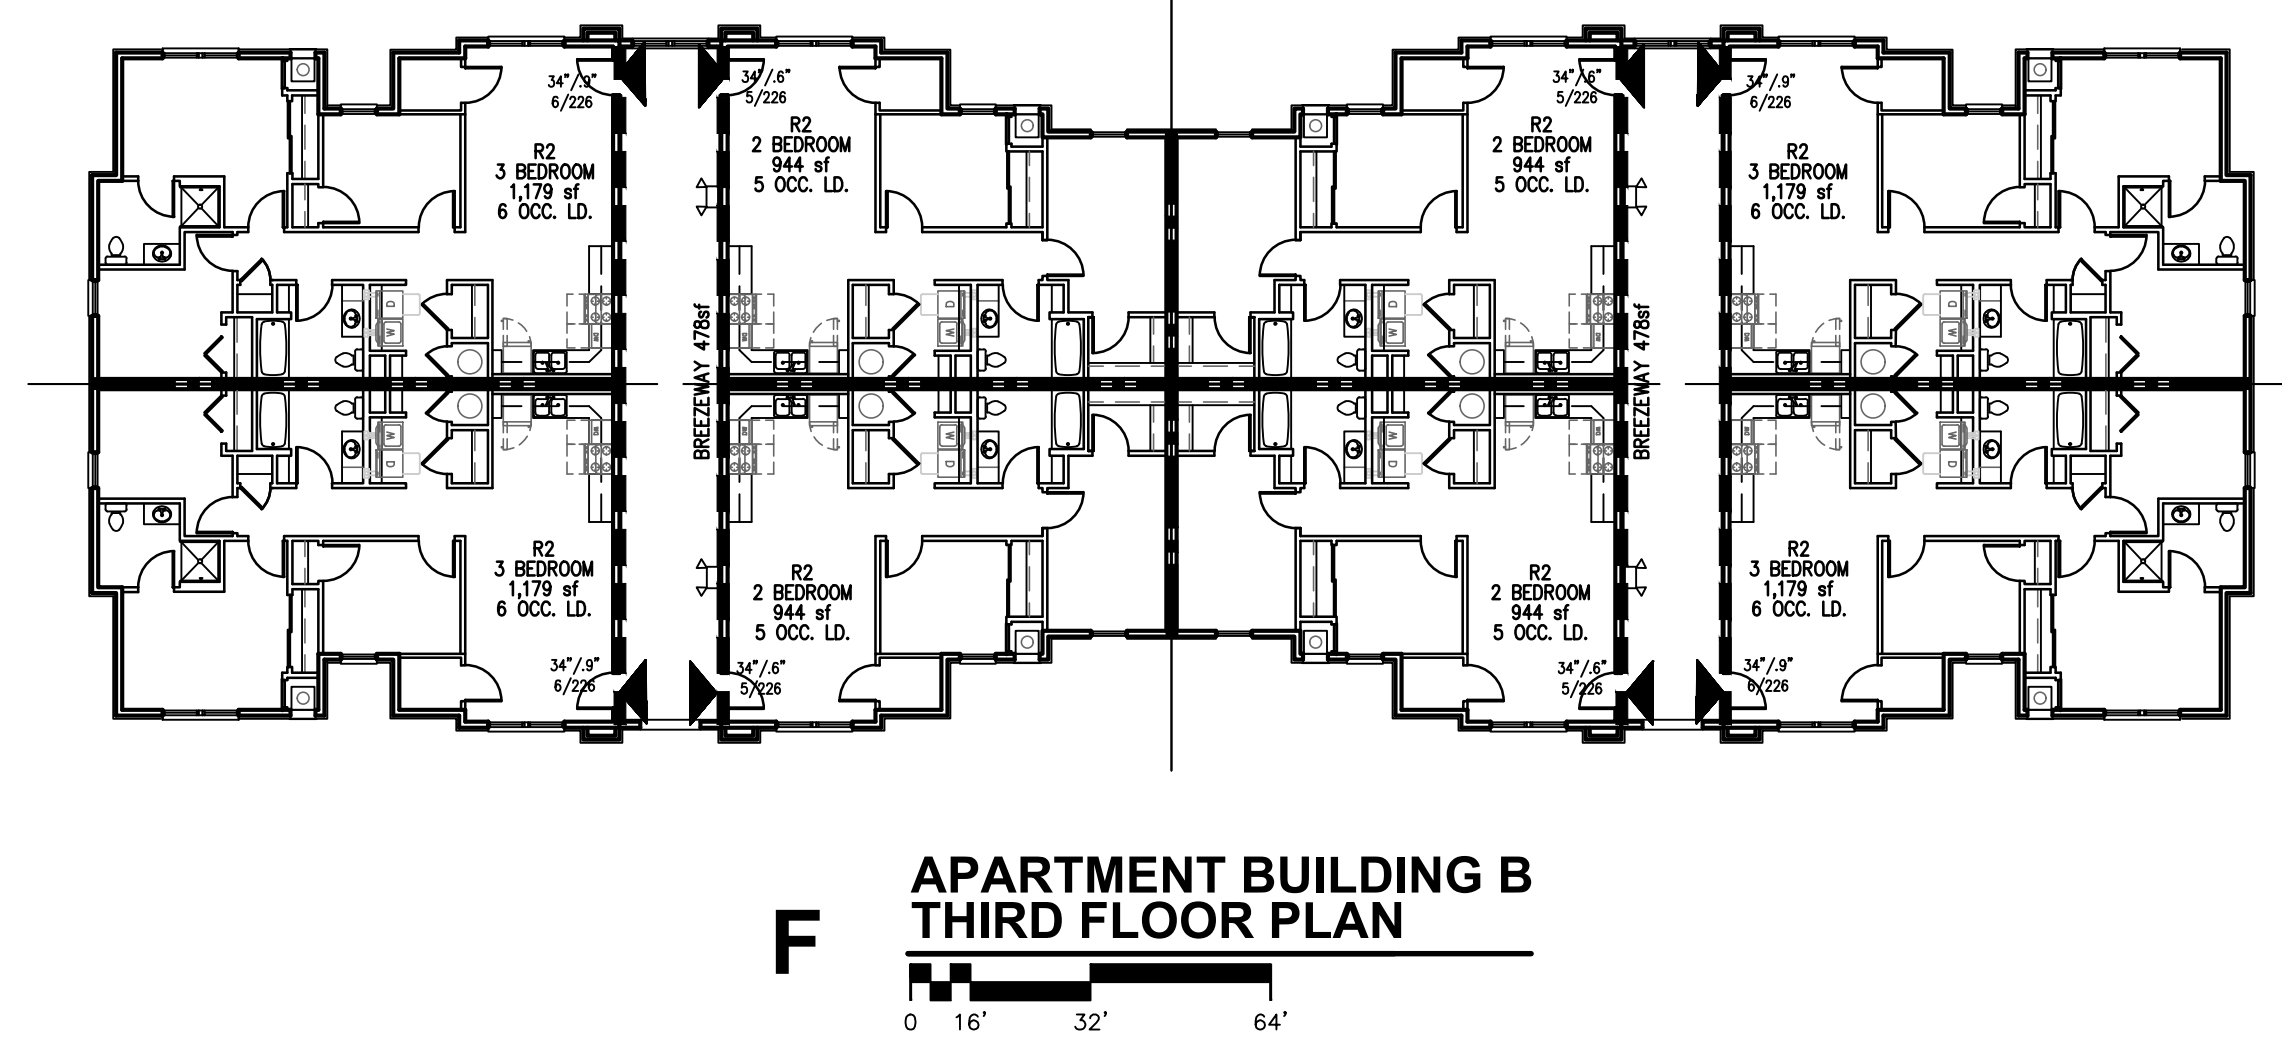 34"/.9"
6/226
34"/.6"
5/226
34"/.6"
5/226
34"/.9"
6/226
R2
3 BEDROOM
1,179 sf
6 OCC. LD.
R2
2 BEDROOM
944 sf
5 OCC. LD.
R2
2 BEDROOM
944 sf
5 OCC. LD.
R2
3 BEDROOM
1,179 sf
6 OCC. LD.
D
W
D
W
D
W
D
W
BREEZEWAY 478sf
BREEZEWAY 478sf
W
D
W
D
W
D
W
D
R2
3 BEDROOM
1,179 sf
6 OCC. LD.
R2
2 BEDROOM
944 sf
5 OCC. LD.
R2
2 BEDROOM
944 sf
5 OCC. LD.
R2
3 BEDROOM
1,179 sf
6 OCC. LD.
34"/.9"
6/226
34"/.6"
5/226
34"/.6"
5/226
34"/.9"
6/226
F
APARTMENT BUILDING B
THIRD FLOOR PLAN
0 16' 32' 64'